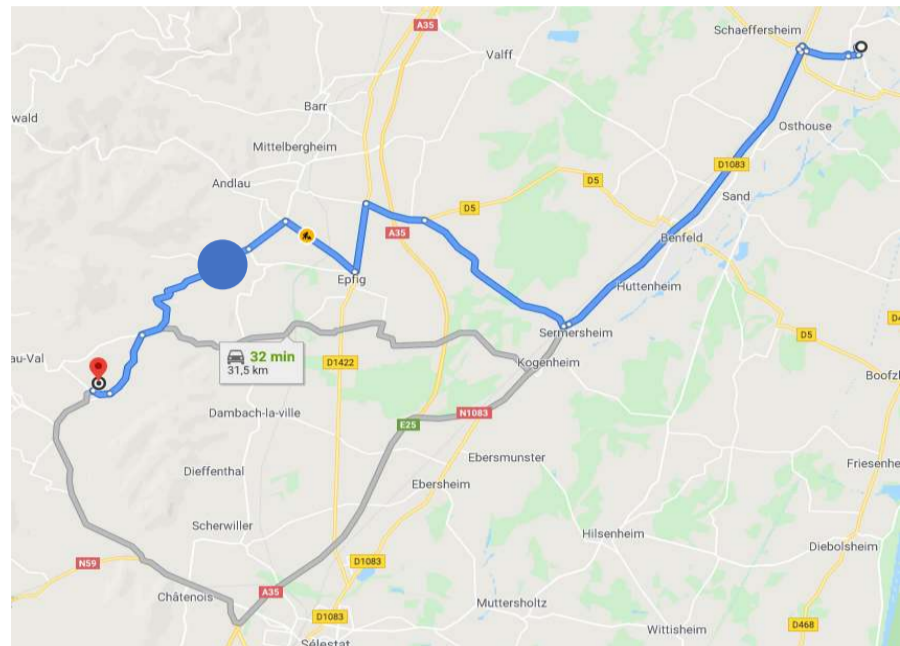 A35
Schaeffersheim
Valff
Barr
wald
Osthouse
Mittelbergheim
D1083
Andlau
D5
Sand
D5
A35
Benfeld
Epfig
Huttenheim
Sermersheim
D5
au-Val
32 min
31,5 km
D1422
Kogenheim
Boofzh
N1083
Dambach-la-ville
E25
Ebersmunster
Dieffenthal
Friesenhe
Ebersheim
Scherwiller
Hilsenheim
Diebolsheim
N59
D1083
A35
Châtenois
Muttersholtz
D1083
D468
Wittisheim
Sélestat